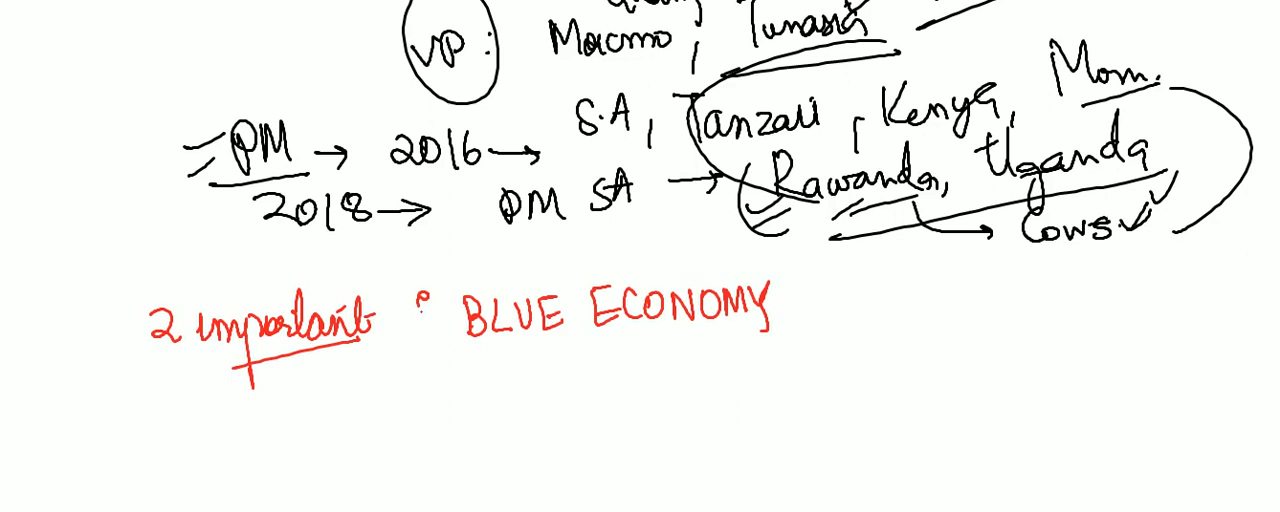 VP: Mocmo, Tunasia
Mom.
S.A, Tanzali, Kenya,
PM → 2016 →
Rawanda, Uganda
2018 → PM SA →
→ Cows ✓
2 important : BLUE ECONOMY